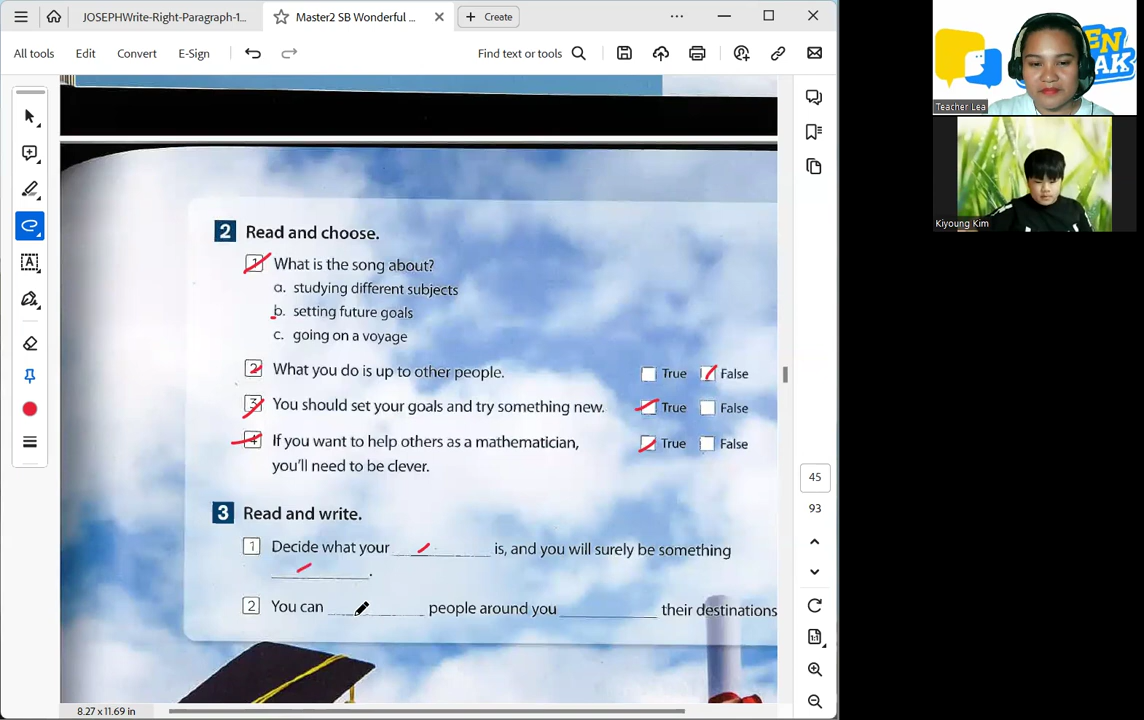 JOSEPHWrite-Right-Paragraph-1...
Master2 SB Wonderful ...
Create
All tools
Edit
Convert
E-Sign
Find text or tools
2 Read and choose.
1 What is the song about?
a. studying different subjects
b. setting future goals
c. going on a voyage
2 What you do is up to other people. True False
3 You should set your goals and try something new. True False
4 If you want to help others as a mathematician, True False
you'll need to be clever.
3 Read and write.
1 Decide what your __________ is, and you will surely be something
__________.
2 You can __________ people around you __________ their destinations
45
93
8.27 x 11.69 in
Teacher Lea
Kiyoung Kim